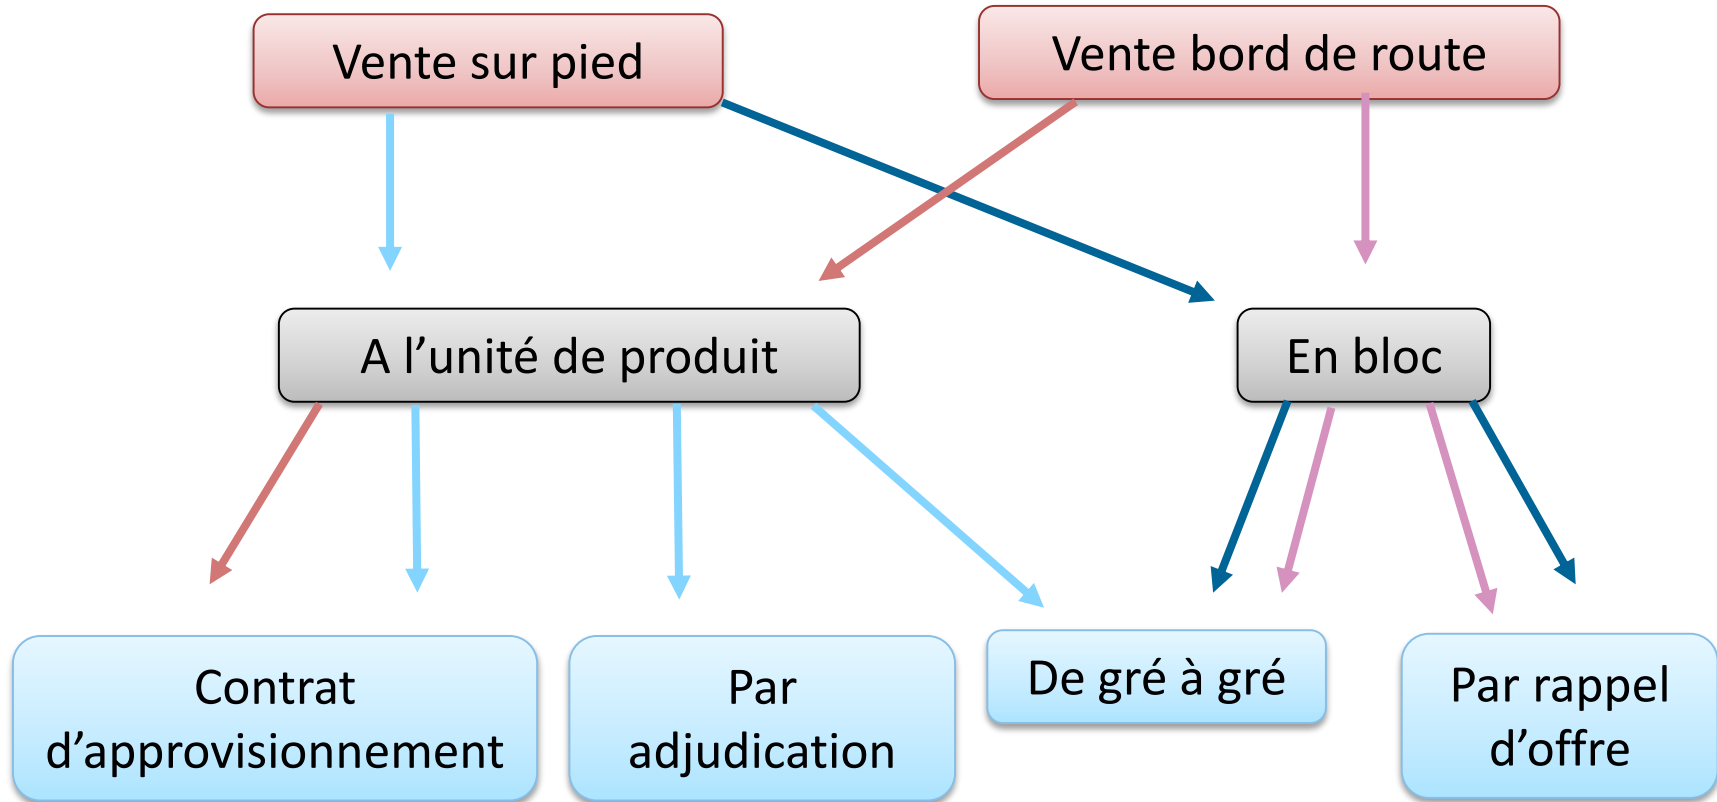 Vente sur pied
Vente bord de route
A l’unité de produit
En bloc
Contrat
d’approvisionnement
Par
adjudication
De gré à gré
Par rappel
d’offre